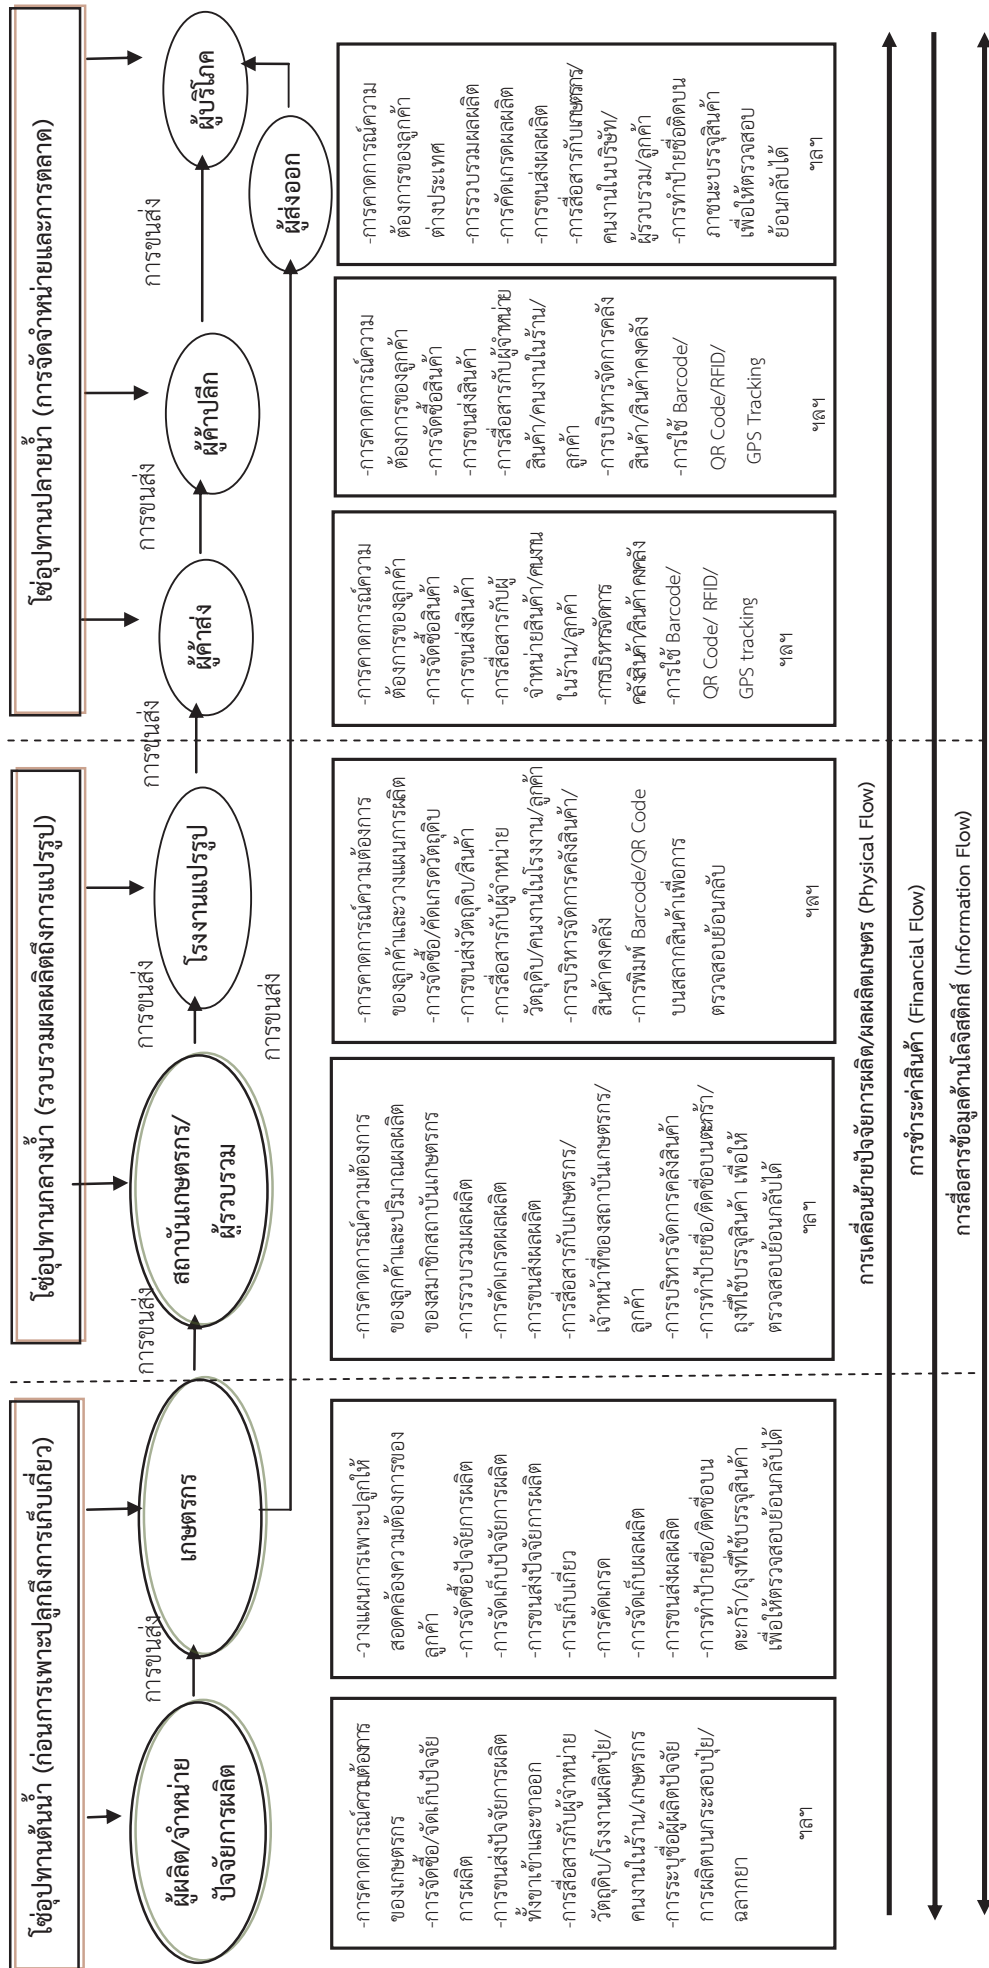 โซ่อุปทานต้นน้ำ (ก่อนการเพาะปลูกถึงการเก็บเกี่ยว)
โซ่อุปทานกลางน้ำ (รวบรวมผลผลิตถึงการแปรรูป)
โซ่อุปทานปลายน้ำ (การจัดจำหน่ายและการตลาด)
ผู้ผลิต/จำหน่าย
ปัจจัยการผลิต
การขนส่ง
เกษตรกร
การขนส่ง
สถาบันเกษตรกร/
ผู้รวบรวม
การขนส่ง
โรงงานแปรรูป
การขนส่ง
ผู้ค้าส่ง
การขนส่ง
ผู้ค้าปลีก
การขนส่ง
ผู้บริโภค
การขนส่ง
ผู้ส่งออก
-การคาดการณ์ความต้องการ
ของเกษตรกร
-การจัดซื้อ/จัดเก็บปัจจัย
การผลิต
-การขนส่งปัจจัยการผลิต
ทั้งขาเข้าและขาออก
-การสื่อสารกับผู้จำหน่าย
วัตถุดิบ/โรงงานผลิตปุ๋ย/
คนงานในร้าน/เกษตรกร
-การระบุชื่อผู้ผลิตปัจจัย
การผลิตบนกระสอบปุ๋ย/
ฉลากยา
ฯลฯ
-วางแผนการเพาะปลูกให้
สอดคล้องความต้องการของ
ลูกค้า
-การจัดซื้อปัจจัยการผลิต
-การจัดเก็บปัจจัยการผลิต
-การขนส่งปัจจัยการผลิต
-การเก็บเกี่ยว
-การคัดเกรด
-การจัดเก็บผลผลิต
-การขนส่งผลผลิต
-การทำป้ายชื่อ/ติดชื่อบน
ตะกร้า/ถุงที่ใช้บรรจุสินค้า
เพื่อให้ตรวจสอบย้อนกลับได้
-การคาดการณ์ความต้องการ
ของลูกค้าและปริมาณผลผลิต
ของสมาชิกสถาบันเกษตรกร
-การรวบรวมผลผลิต
-การคัดเกรดผลผลิต
-การขนส่งผลผลิต
-การสื่อสารกับเกษตรกร/
เจ้าหน้าที่ของสถาบันเกษตรกร/
ลูกค้า
-การบริหารจัดการคลังสินค้า
-การทำป้ายชื่อ/ติดชื่อบนตะกร้า/
ถุงที่ใช้บรรจุสินค้า เพื่อให้
ตรวจสอบย้อนกลับได้
ฯลฯ
-การคาดการณ์ความต้องการ
ของลูกค้าและวางแผนการผลิต
-การจัดซื้อ/คัดเกรดวัตถุดิบ
-การขนส่งวัตถุดิบ/สินค้า
-การสื่อสารกับผู้จำหน่าย
วัตถุดิบ/คนงานในโรงงาน/ลูกค้า
-การบริหารจัดการคลังสินค้า/
สินค้าคงคลัง
-การพิมพ์ Barcode/QR Code
บนสลากสินค้าเพื่อการ
ตรวจสอบย้อนกลับ
ฯลฯ
-การคาดการณ์ความ
ต้องการของลูกค้า
-การจัดซื้อสินค้า
-การขนส่งสินค้า
-การสื่อสารกับผู้
จำหน่ายสินค้า/คนงาน
ในร้าน/ลูกค้า
-การบริหารจัดการ
คลังสินค้า/สินค้าคงคลัง
-การใช้ Barcode/
QR Code/ RFID/
GPS tracking
ฯลฯ
-การคาดการณ์ความ
ต้องการของลูกค้า
-การจัดซื้อสินค้า
-การขนส่งสินค้า
-การสื่อสารกับผู้จำหน่าย
สินค้า/คนงานในร้าน/
ลูกค้า
-การบริหารจัดการคลัง
สินค้า/สินค้าคงคลัง
-การใช้ Barcode/
QR Code/RFID/
GPS Tracking
ฯลฯ
-การคาดการณ์ความ
ต้องการของลูกค้า
ต่างประเทศ
-การรวบรวมผลผลิต
-การคัดเกรดผลผลิต
-การขนส่งผลผลิต
-การสื่อสารกับเกษตรกร/
คนงานในบริษัท/
ผู้รวบรวม/ลูกค้า
-การทำป้ายชื่อติดบน
ภาชนะบรรจุสินค้า
เพื่อให้ตรวจสอบ
ย้อนกลับได้
ฯลฯ
การเคลื่อนย้ายปัจจัยการผลิต/ผลผลิตเกษตร (Physical Flow)
การชำระค่าสินค้า (Financial Flow)
การสื่อสารข้อมูลด้านโลจิสติกส์ (Information Flow)